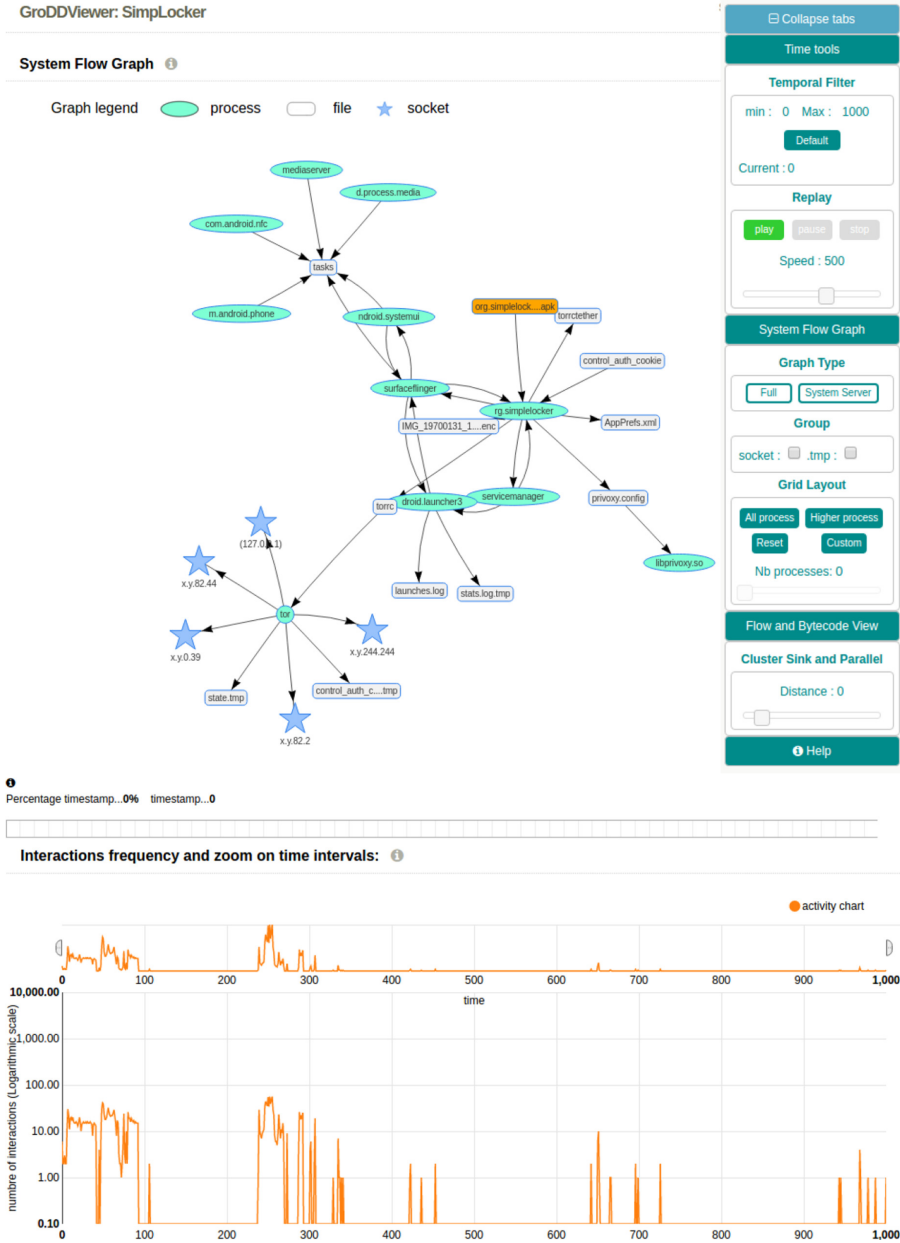 GroDDViewer: SimpLocker
System Flow Graph
Graph legend process file socket
mediaserver
d.process.media
com.android.nfc
tasks
m.android.phone
ndroid.systemui
org.simplelock....apk
torrctether
control_auth_cookie
surfaceflinger
rg.simplelocker
IMG_19700131_1....enc
AppPrefs.xml
torrc
droid.launcher3
servicemanager
privoxy.config
(127.0. .1)
x.y.82.44
libprivoxy.so
launches.log
stats.log.tmp
tor
x.y.0.39
x.y.244.244
state.tmp
control_auth_c....tmp
x.y.82.2
Collapse tabs
Time tools
Temporal Filter
min : 0 Max : 1000
Default
Current : 0
Replay
play pause stop
Speed : 500
System Flow Graph
Graph Type
Full System Server
Group
socket : .tmp :
Grid Layout
All process Higher process
Reset Custom
Nb processes: 0
Flow and Bytecode View
Cluster Sink and Parallel
Distance : 0
Help
Percentage timestamp...0% timestamp...0
Interactions frequency and zoom on time intervals:
activity chart
0 100 200 300 400 500 600 700 800 900 1,000
time
numbre of interactions (Logarithmic scale)
10,000.00
1,000.00
100.00
10.00
1.00
0.10
0 100 200 300 400 500 600 700 800 900 1,000